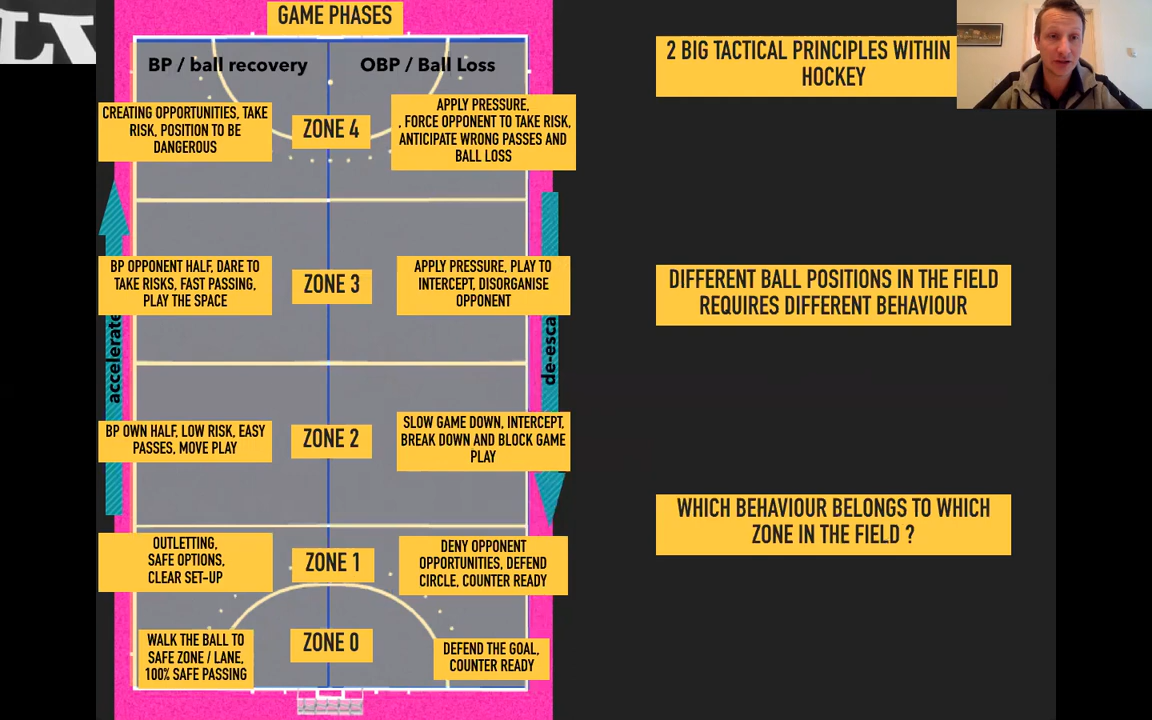 GAME PHASES
BP / ball recovery
OBP / Ball Loss
CREATING OPPORTUNITIES, TAKE
RISK, POSITION TO BE
DANGEROUS
ZONE 4
APPLY PRESSURE,
, FORCE OPPONENT TO TAKE RISK,
ANTICIPATE WRONG PASSES AND
BALL LOSS
BP OPPONENT HALF, DARE TO
TAKE RISKS, FAST PASSING,
PLAY THE SPACE
ZONE 3
APPLY PRESSURE, PLAY TO
INTERCEPT, DISORGANISE
OPPONENT
accelerate
de-esca
BP OWN HALF, LOW RISK, EASY
PASSES, MOVE PLAY
ZONE 2
SLOW GAME DOWN, INTERCEPT,
BREAK DOWN AND BLOCK GAME
PLAY
OUTLETTING,
SAFE OPTIONS,
CLEAR SET-UP
ZONE 1
DENY OPPONENT
OPPORTUNITIES, DEFEND
CIRCLE, COUNTER READY
WALK THE BALL TO
SAFE ZONE / LANE,
100% SAFE PASSING
ZONE 0
DEFEND THE GOAL,
COUNTER READY
2 BIG TACTICAL PRINCIPLES WITHIN
HOCKEY
DIFFERENT BALL POSITIONS IN THE FIELD
REQUIRES DIFFERENT BEHAVIOUR
WHICH BEHAVIOUR BELONGS TO WHICH
ZONE IN THE FIELD ?